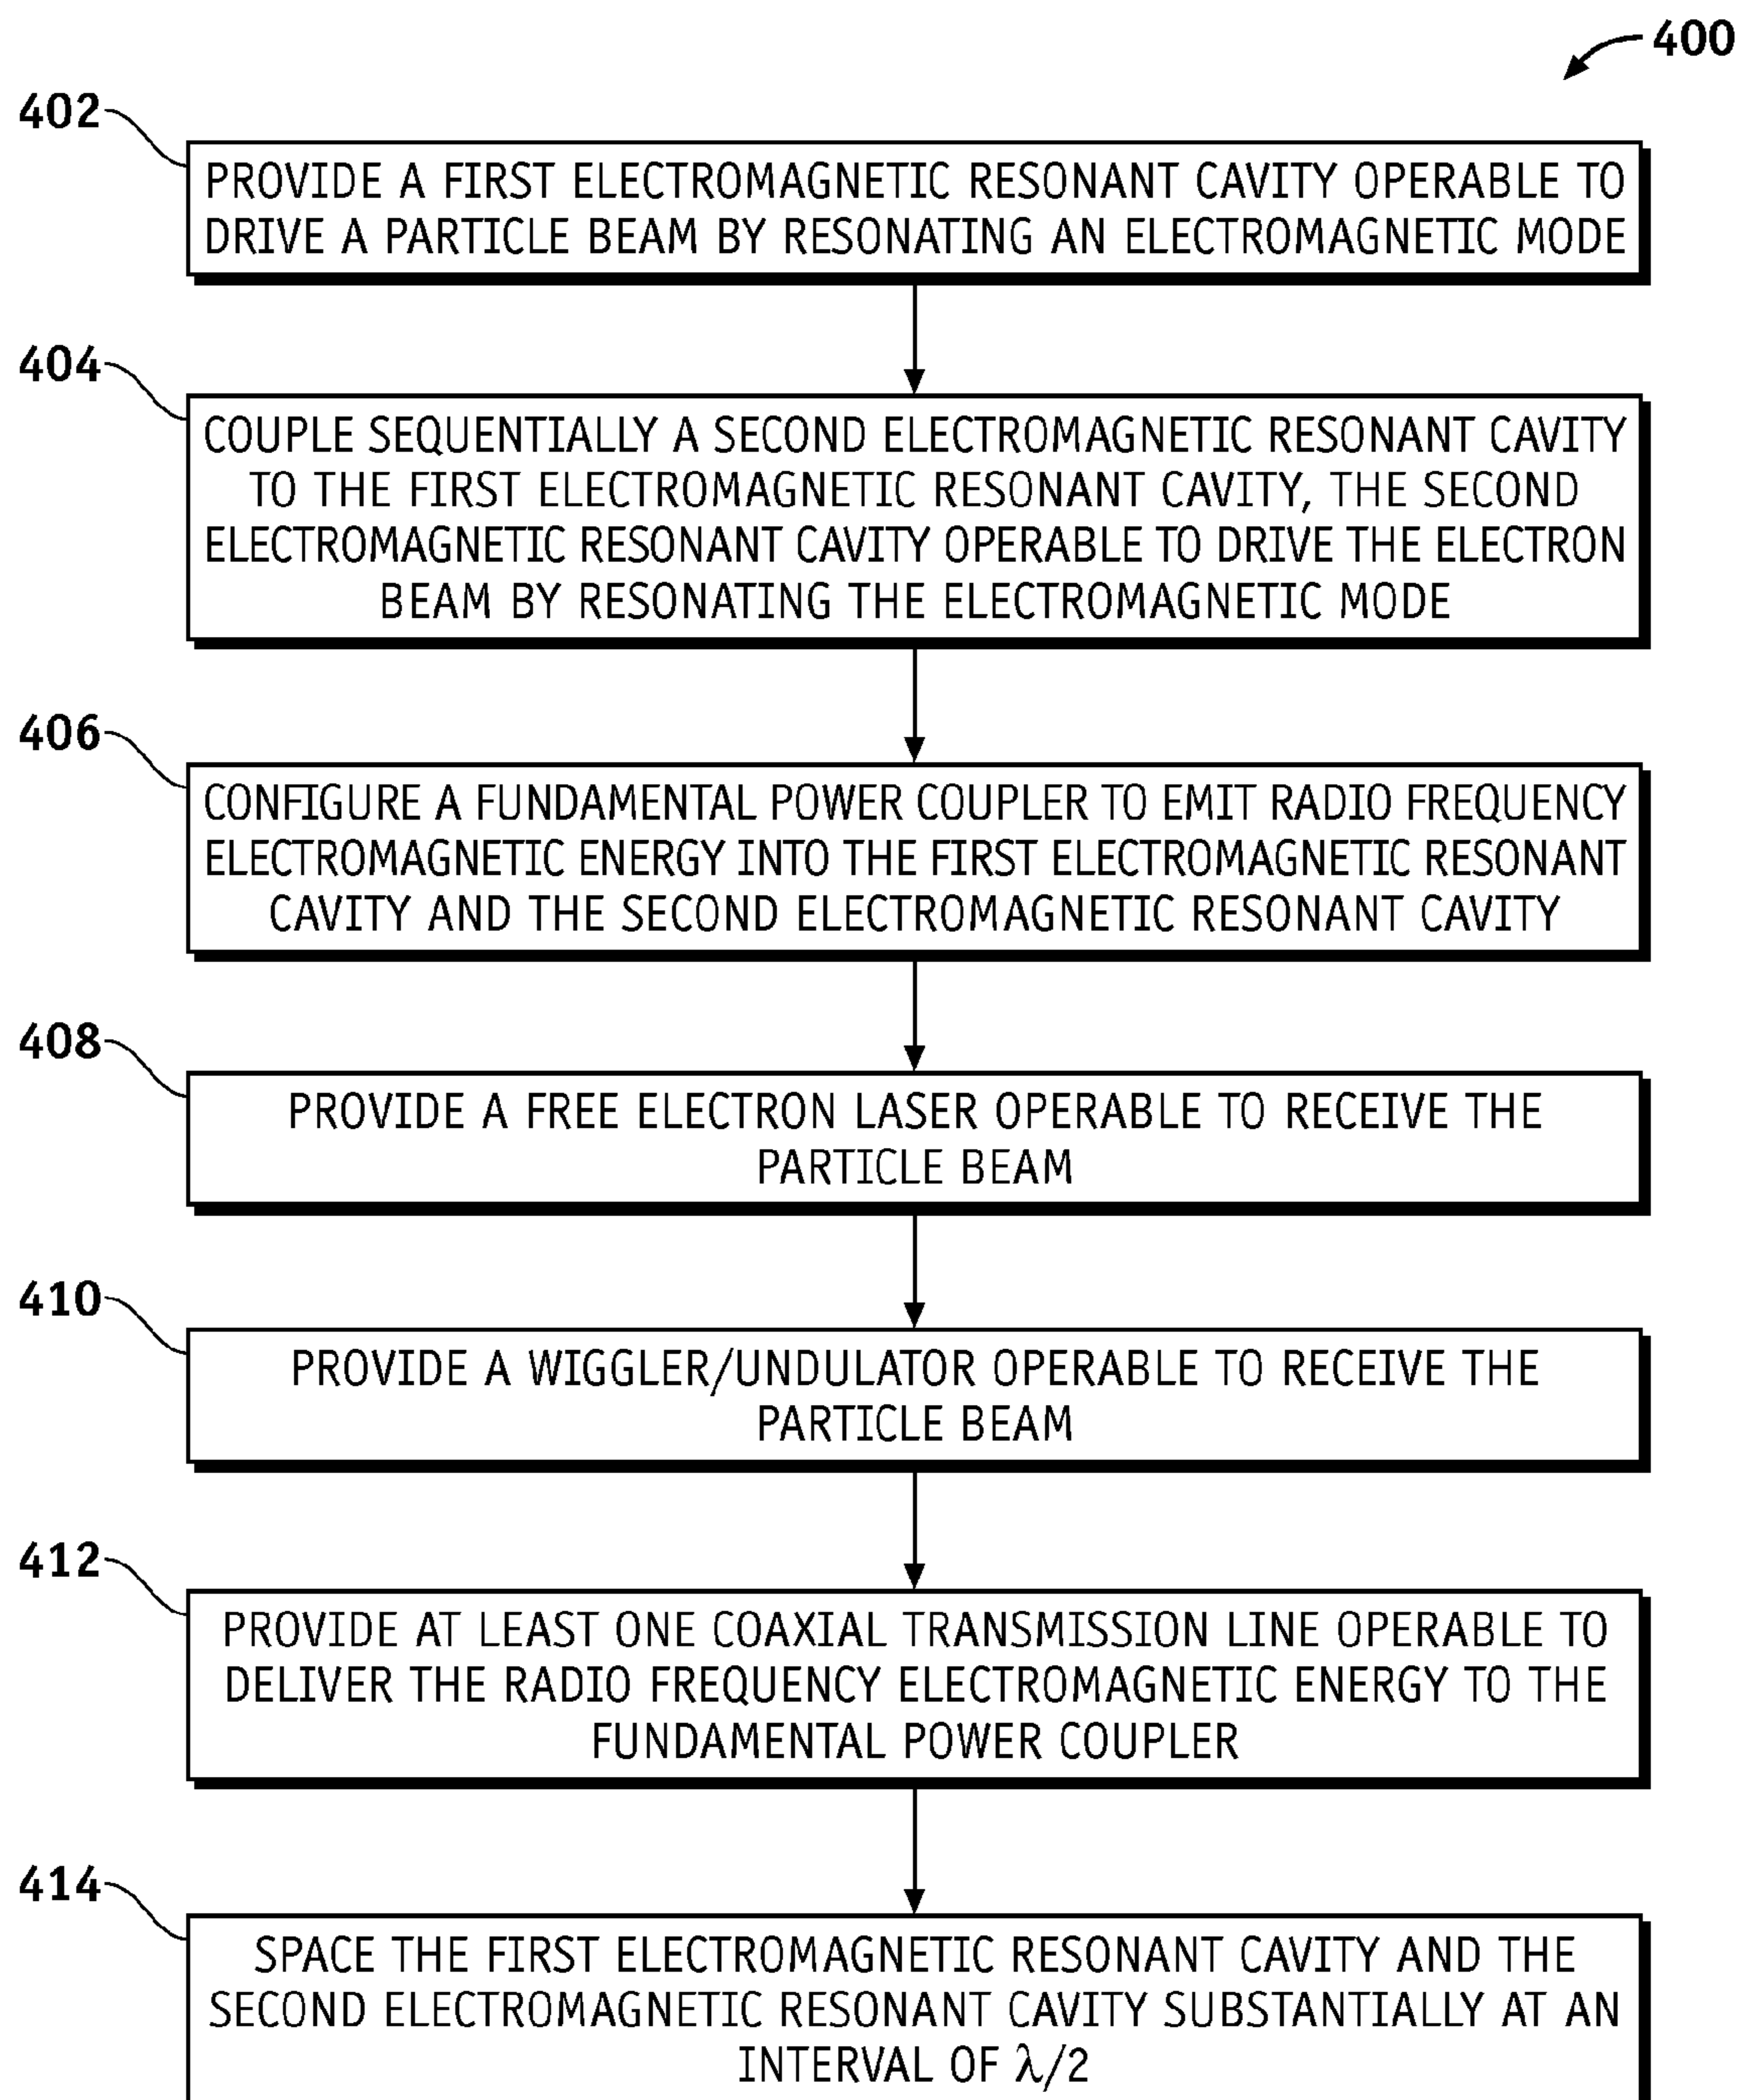 400
402
PROVIDE A FIRST ELECTROMAGNETIC RESONANT CAVITY OPERABLE TO
DRIVE A PARTICLE BEAM BY RESONATING AN ELECTROMAGNETIC MODE
404
COUPLE SEQUENTIALLY A SECOND ELECTROMAGNETIC RESONANT CAVITY
TO THE FIRST ELECTROMAGNETIC RESONANT CAVITY, THE SECOND
ELECTROMAGNETIC RESONANT CAVITY OPERABLE TO DRIVE THE ELECTRON
BEAM BY RESONATING THE ELECTROMAGNETIC MODE
406
CONFIGURE A FUNDAMENTAL POWER COUPLER TO EMIT RADIO FREQUENCY
ELECTROMAGNETIC ENERGY INTO THE FIRST ELECTROMAGNETIC RESONANT
CAVITY AND THE SECOND ELECTROMAGNETIC RESONANT CAVITY
408
PROVIDE A FREE ELECTRON LASER OPERABLE TO RECEIVE THE
PARTICLE BEAM
410
PROVIDE A WIGGLER/UNDULATOR OPERABLE TO RECEIVE THE
PARTICLE BEAM
412
PROVIDE AT LEAST ONE COAXIAL TRANSMISSION LINE OPERABLE TO
DELIVER THE RADIO FREQUENCY ELECTROMAGNETIC ENERGY TO THE
FUNDAMENTAL POWER COUPLER
414
SPACE THE FIRST ELECTROMAGNETIC RESONANT CAVITY AND THE
SECOND ELECTROMAGNETIC RESONANT CAVITY SUBSTANTIALLY AT AN
INTERVAL OF λ/2